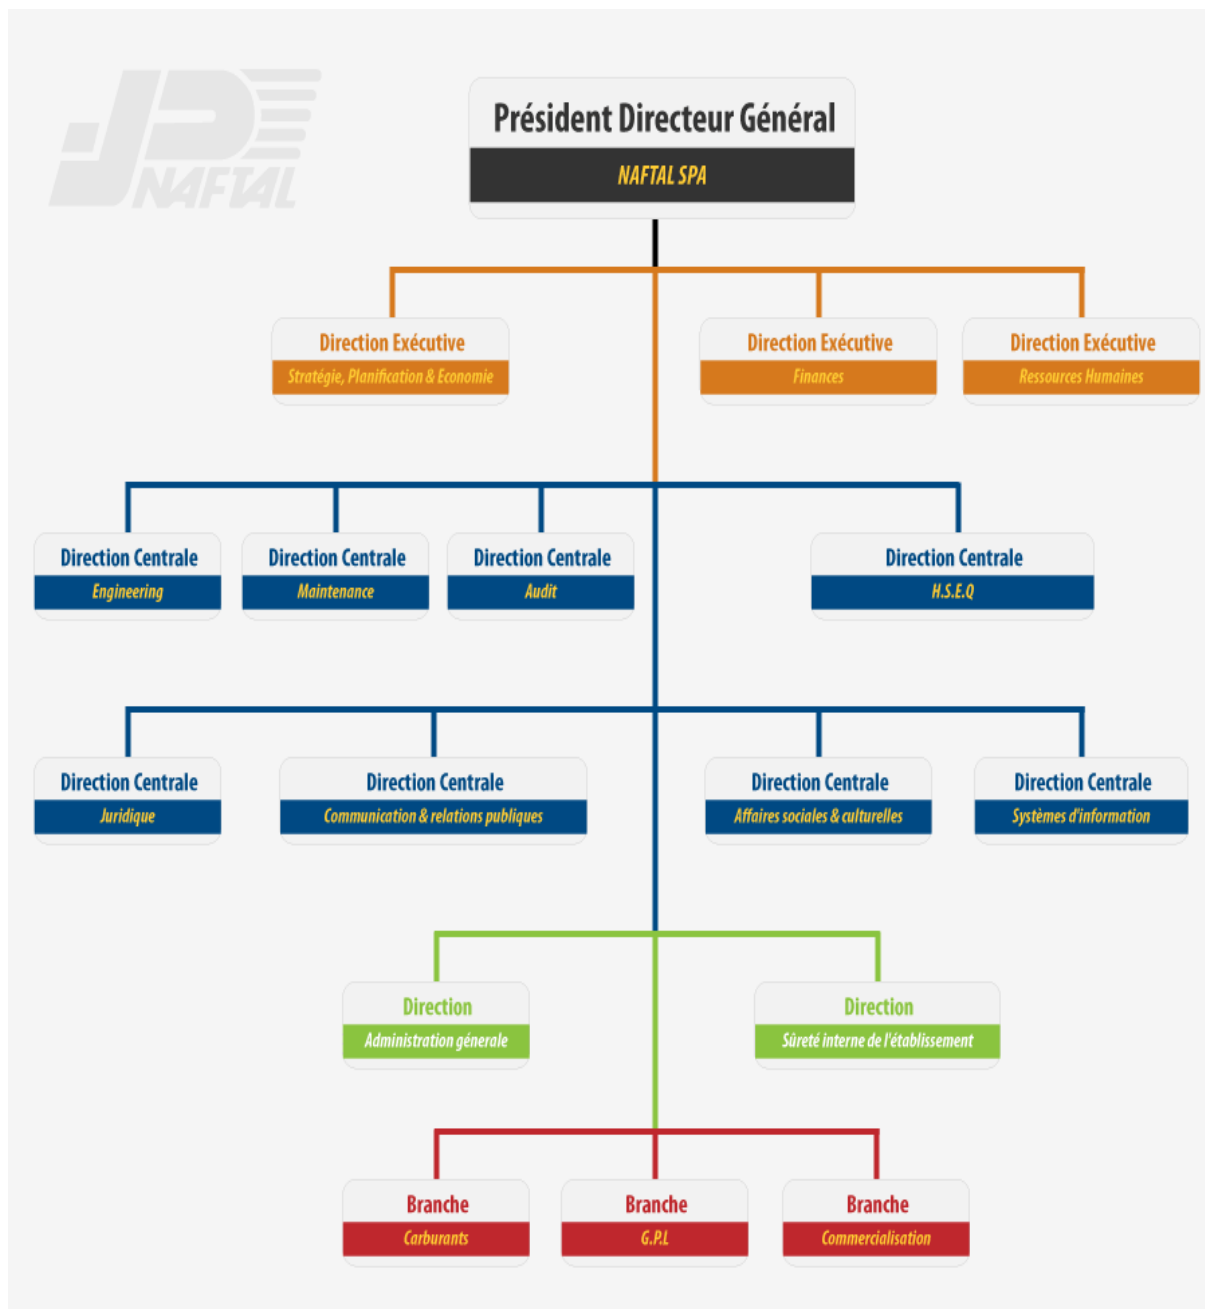 NAFTAL
Président Directeur Général
NAFTAL SPA
Direction Exécutive
Stratégie, Planification & Economie
Direction Exécutive
Finances
Direction Exécutive
Ressources Humaines
Direction Centrale
Engineering
Direction Centrale
Maintenance
Direction Centrale
Audit
Direction Centrale
H.S.E.Q
Direction Centrale
Juridique
Direction Centrale
Communication & relations publiques
Direction Centrale
Affaires sociales & culturelles
Direction Centrale
Systèmes d'information
Direction
Administration génerale
Direction
Sûreté interne de l'établissement
Branche
Carburants
Branche
G.P.L
Branche
Commercialisation